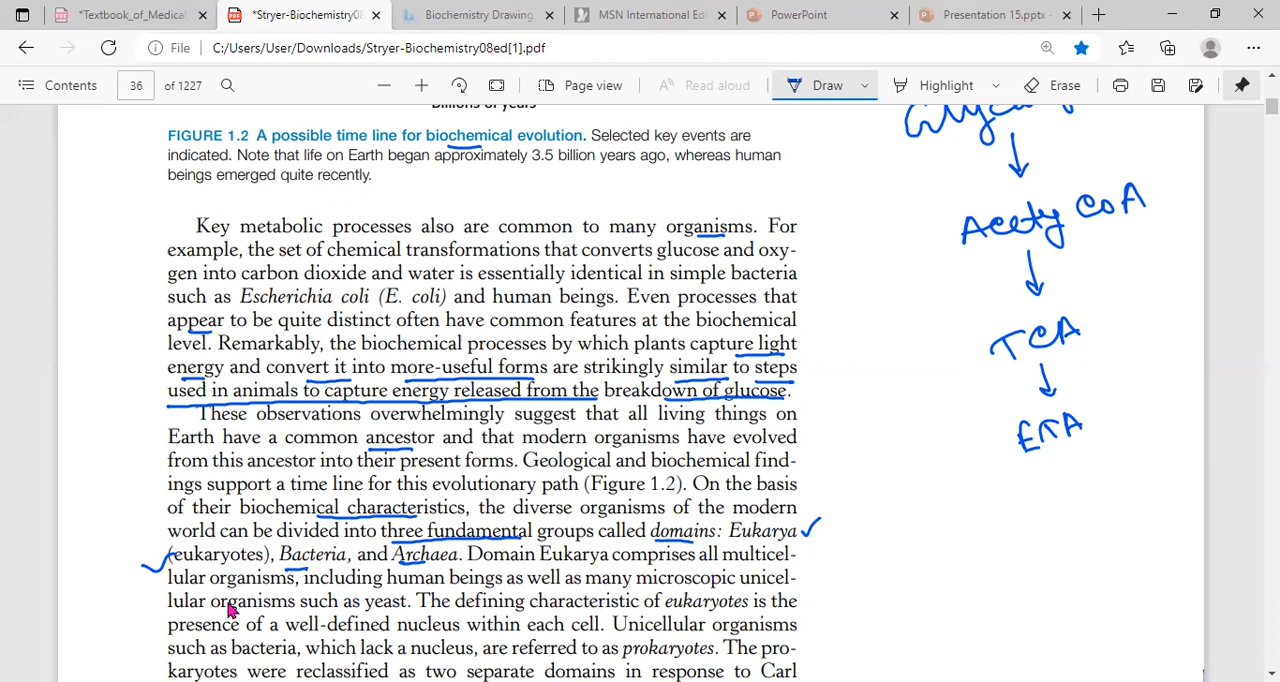 *Textbook_of_Medical_
*Stryer-Biochemistry08
Biochemistry Drawing
MSN International Edi
PowerPoint
Presentation 15.pptx -
File
C:/Users/User/Downloads/Stryer-Biochemistry08ed[1].pdf
Contents
36
of 1227
Page view
Read aloud
Draw
Highlight
Erase
Billions of years
FIGURE 1.2 A possible time line for biochemical evolution. Selected key events are
indicated. Note that life on Earth began approximately 3.5 billion years ago, whereas human
beings emerged quite recently.
Key metabolic processes also are common to many organisms. For
example, the set of chemical transformations that converts glucose and oxy-
gen into carbon dioxide and water is essentially identical in simple bacteria
such as Escherichia coli (E. coli) and human beings. Even processes that
appear to be quite distinct often have common features at the biochemical
level. Remarkably, the biochemical processes by which plants capture light
energy and convert it into more-useful forms are strikingly similar to steps
used in animals to capture energy released from the breakdown of glucose.
These observations overwhelmingly suggest that all living things on
Earth have a common ancestor and that modern organisms have evolved
from this ancestor into their present forms. Geological and biochemical find-
ings support a time line for this evolutionary path (Figure 1.2). On the basis
of their biochemical characteristics, the diverse organisms of the modern
world can be divided into three fundamental groups called domains: Eukarya
(eukaryotes), Bacteria, and Archaea. Domain Eukarya comprises all multicel-
lular organisms, including human beings as well as many microscopic unicel-
lular organisms such as yeast. The defining characteristic of eukaryotes is the
presence of a well-defined nucleus within each cell. Unicellular organisms
such as bacteria, which lack a nucleus, are referred to as prokaryotes. The pro-
karyotes were reclassified as two separate domains in response to Carl
Acety CoA
TCA
ETA